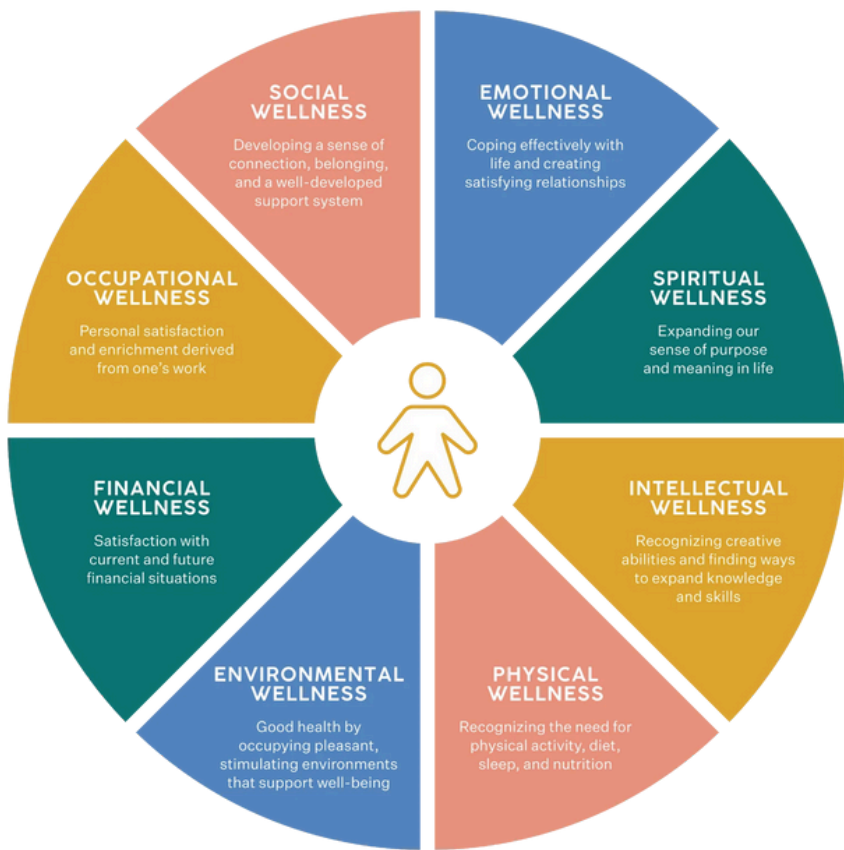 SOCIAL
WELLNESS
Developing a sense of
connection, belonging,
and a well-developed
support system
EMOTIONAL
WELLNESS
Coping effectively with
life and creating
satisfying relationships
SPIRITUAL
WELLNESS
Expanding our
sense of purpose
and meaning in life
INTELLECTUAL
WELLNESS
Recognizing creative
abilities and finding ways
to expand knowledge
and skills
PHYSICAL
WELLNESS
Recognizing the need for
physical activity, diet,
sleep, and nutrition
ENVIRONMENTAL
WELLNESS
Good health by
occupying pleasant,
stimulating environments
that support well-being
FINANCIAL
WELLNESS
Satisfaction with
current and future
financial situations
OCCUPATIONAL
WELLNESS
Personal satisfaction
and enrichment derived
from one's work